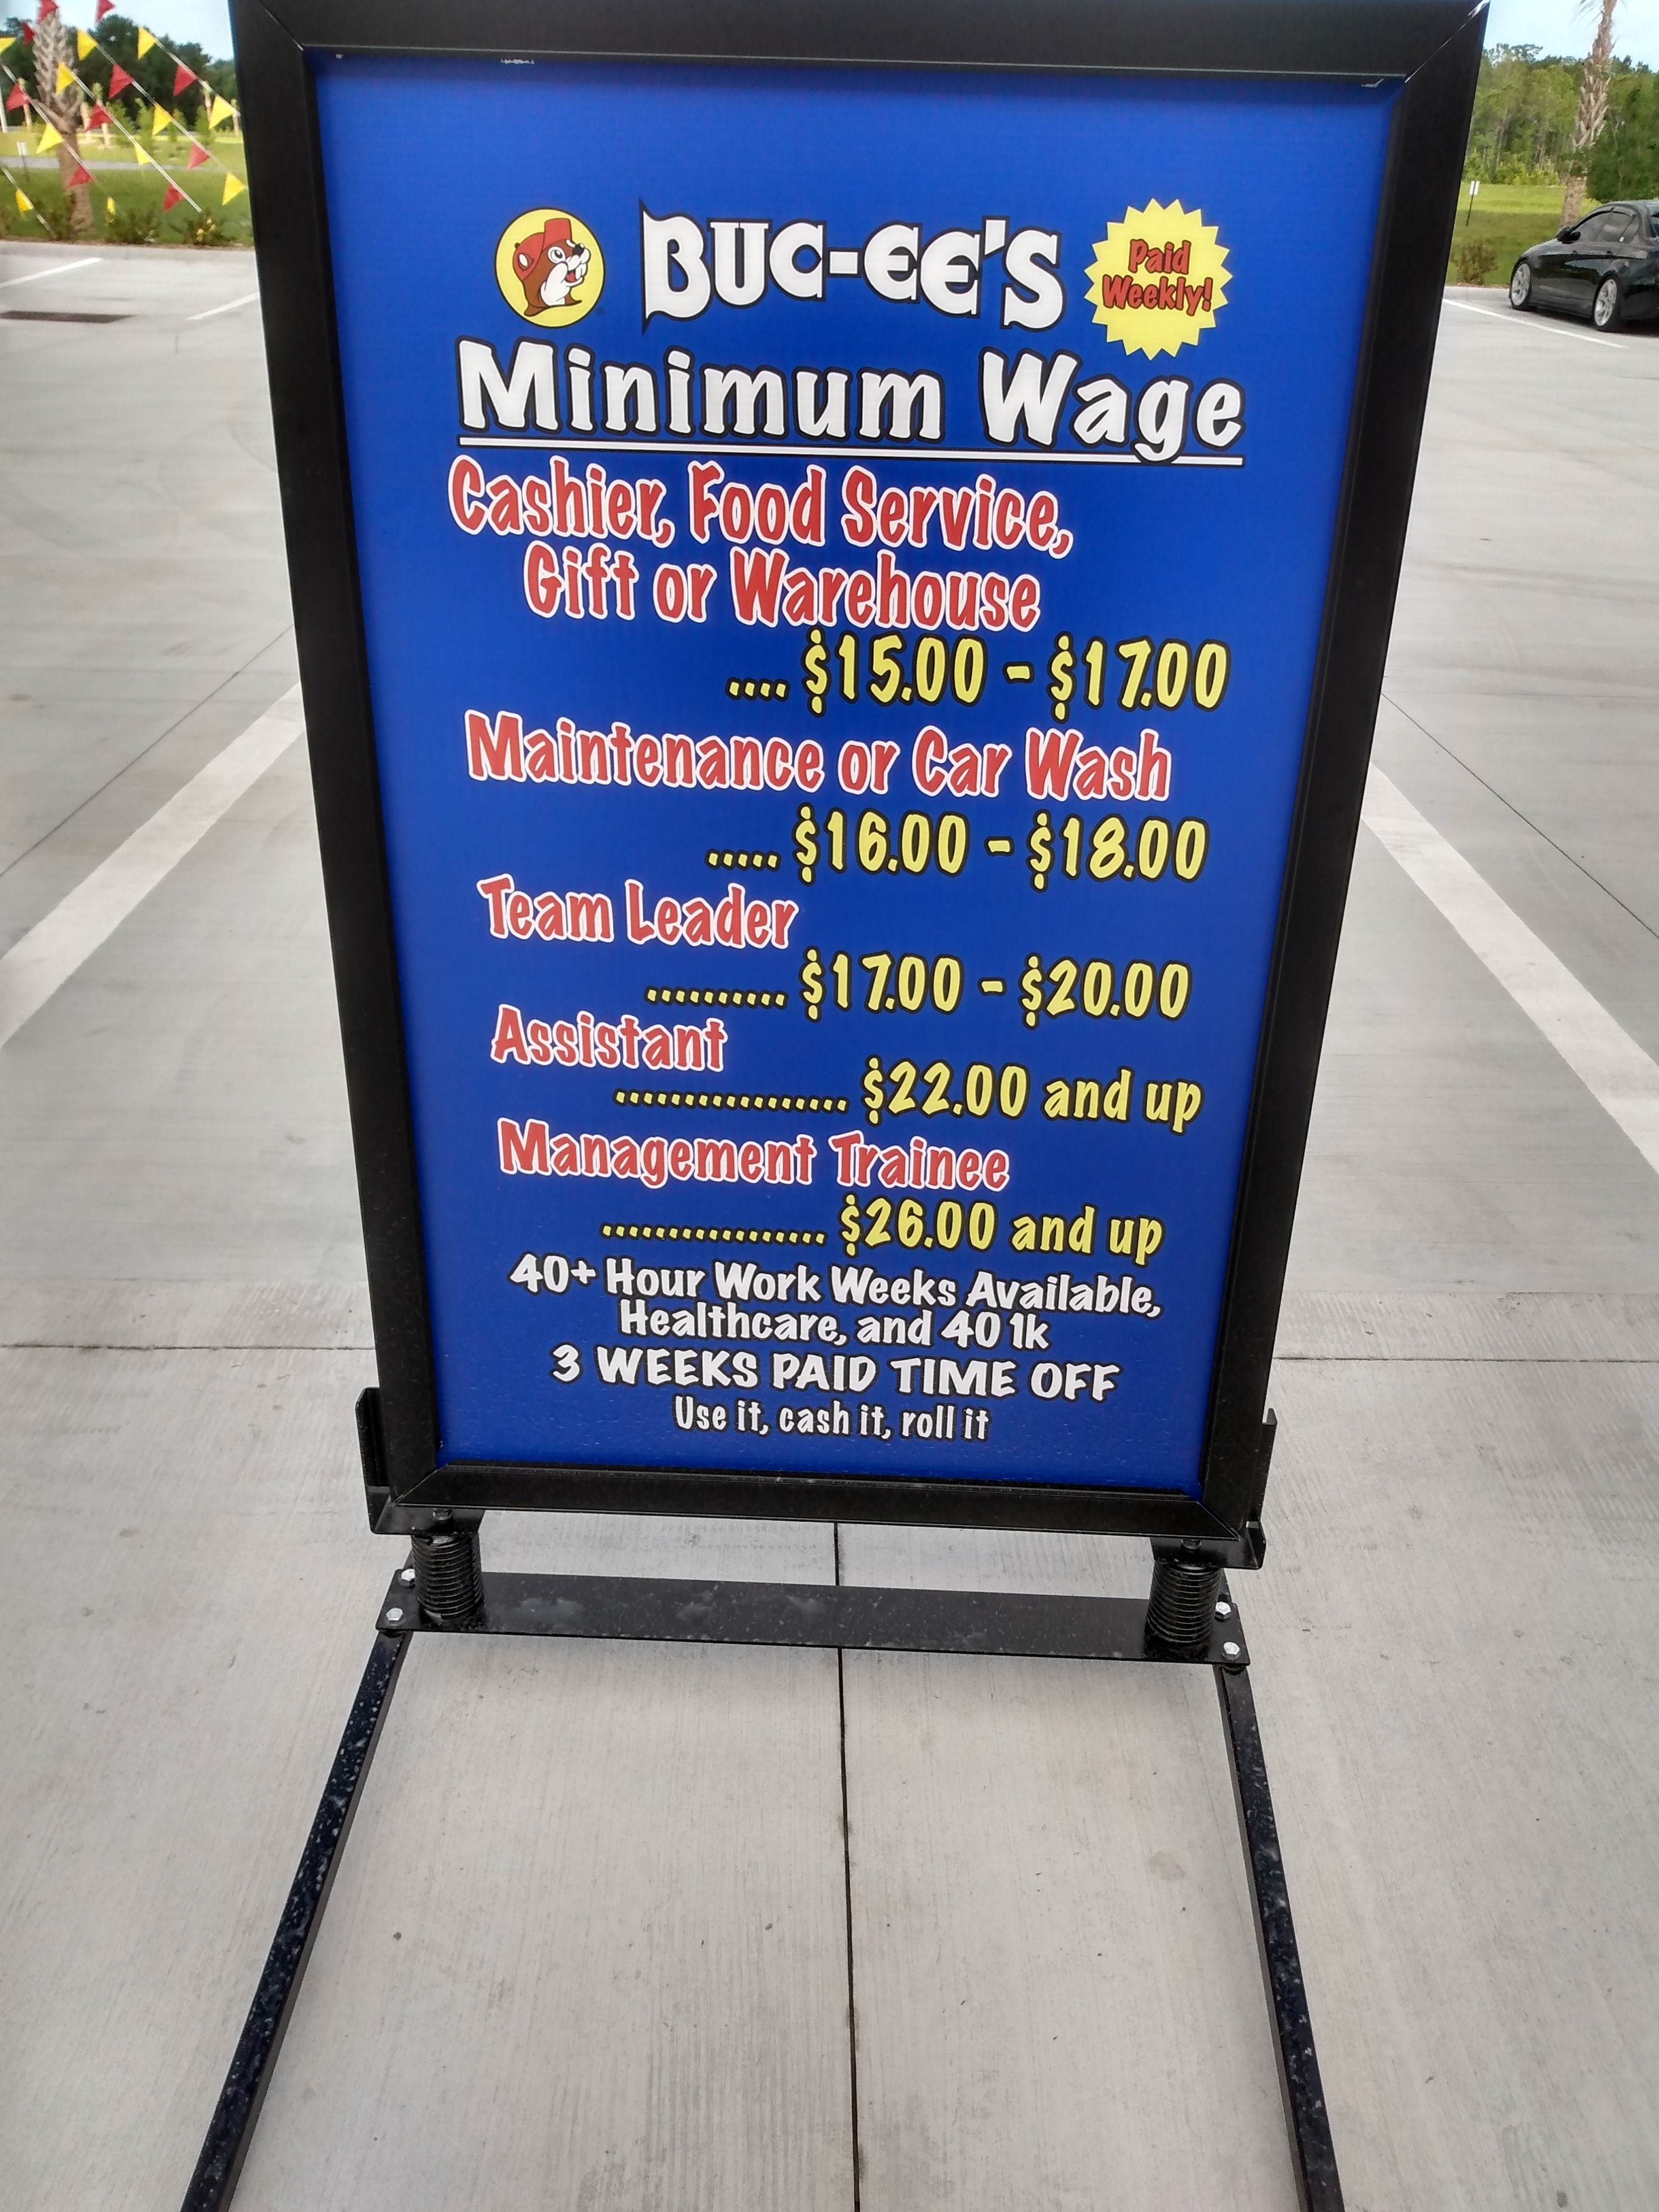 BUC-EE'S
Paid
Weekly!
Minimum Wage
Cashier, Food Service,
Gift or Warehouse
.... $15.00 - $17.00
Maintenance or Car Wash
..... $16.00 - $18.00
Team Leader
.......... $17.00 - $20.00
Assistant
................. $22.00 and up
Management Trainee
................. $26.00 and up
40+ Hour Work Weeks Available,
Healthcare, and 401k
3 WEEKS PAID TIME OFF
Use it, cash it, roll it